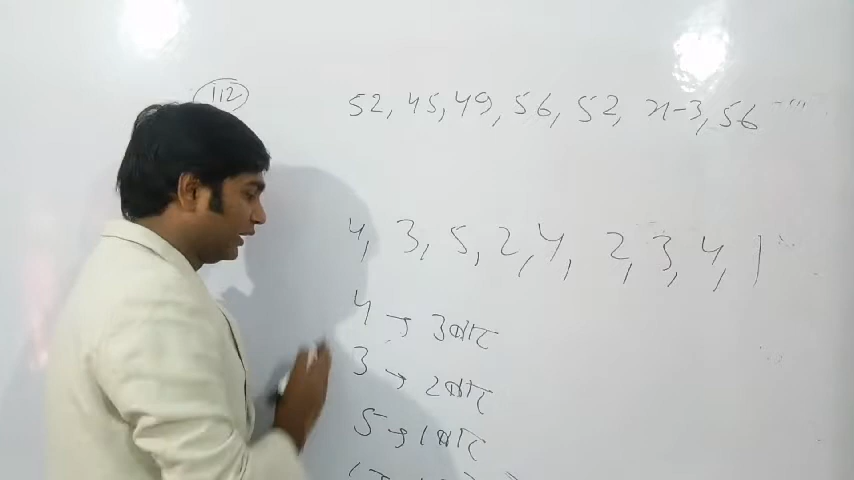 112
52, 45, 49, 56, 52, x-3, 56 ----
4, 3, 5, 2, 4, 2, 3, 4, 1
4 → 3बार
3 → 2बार
5 → 1बार